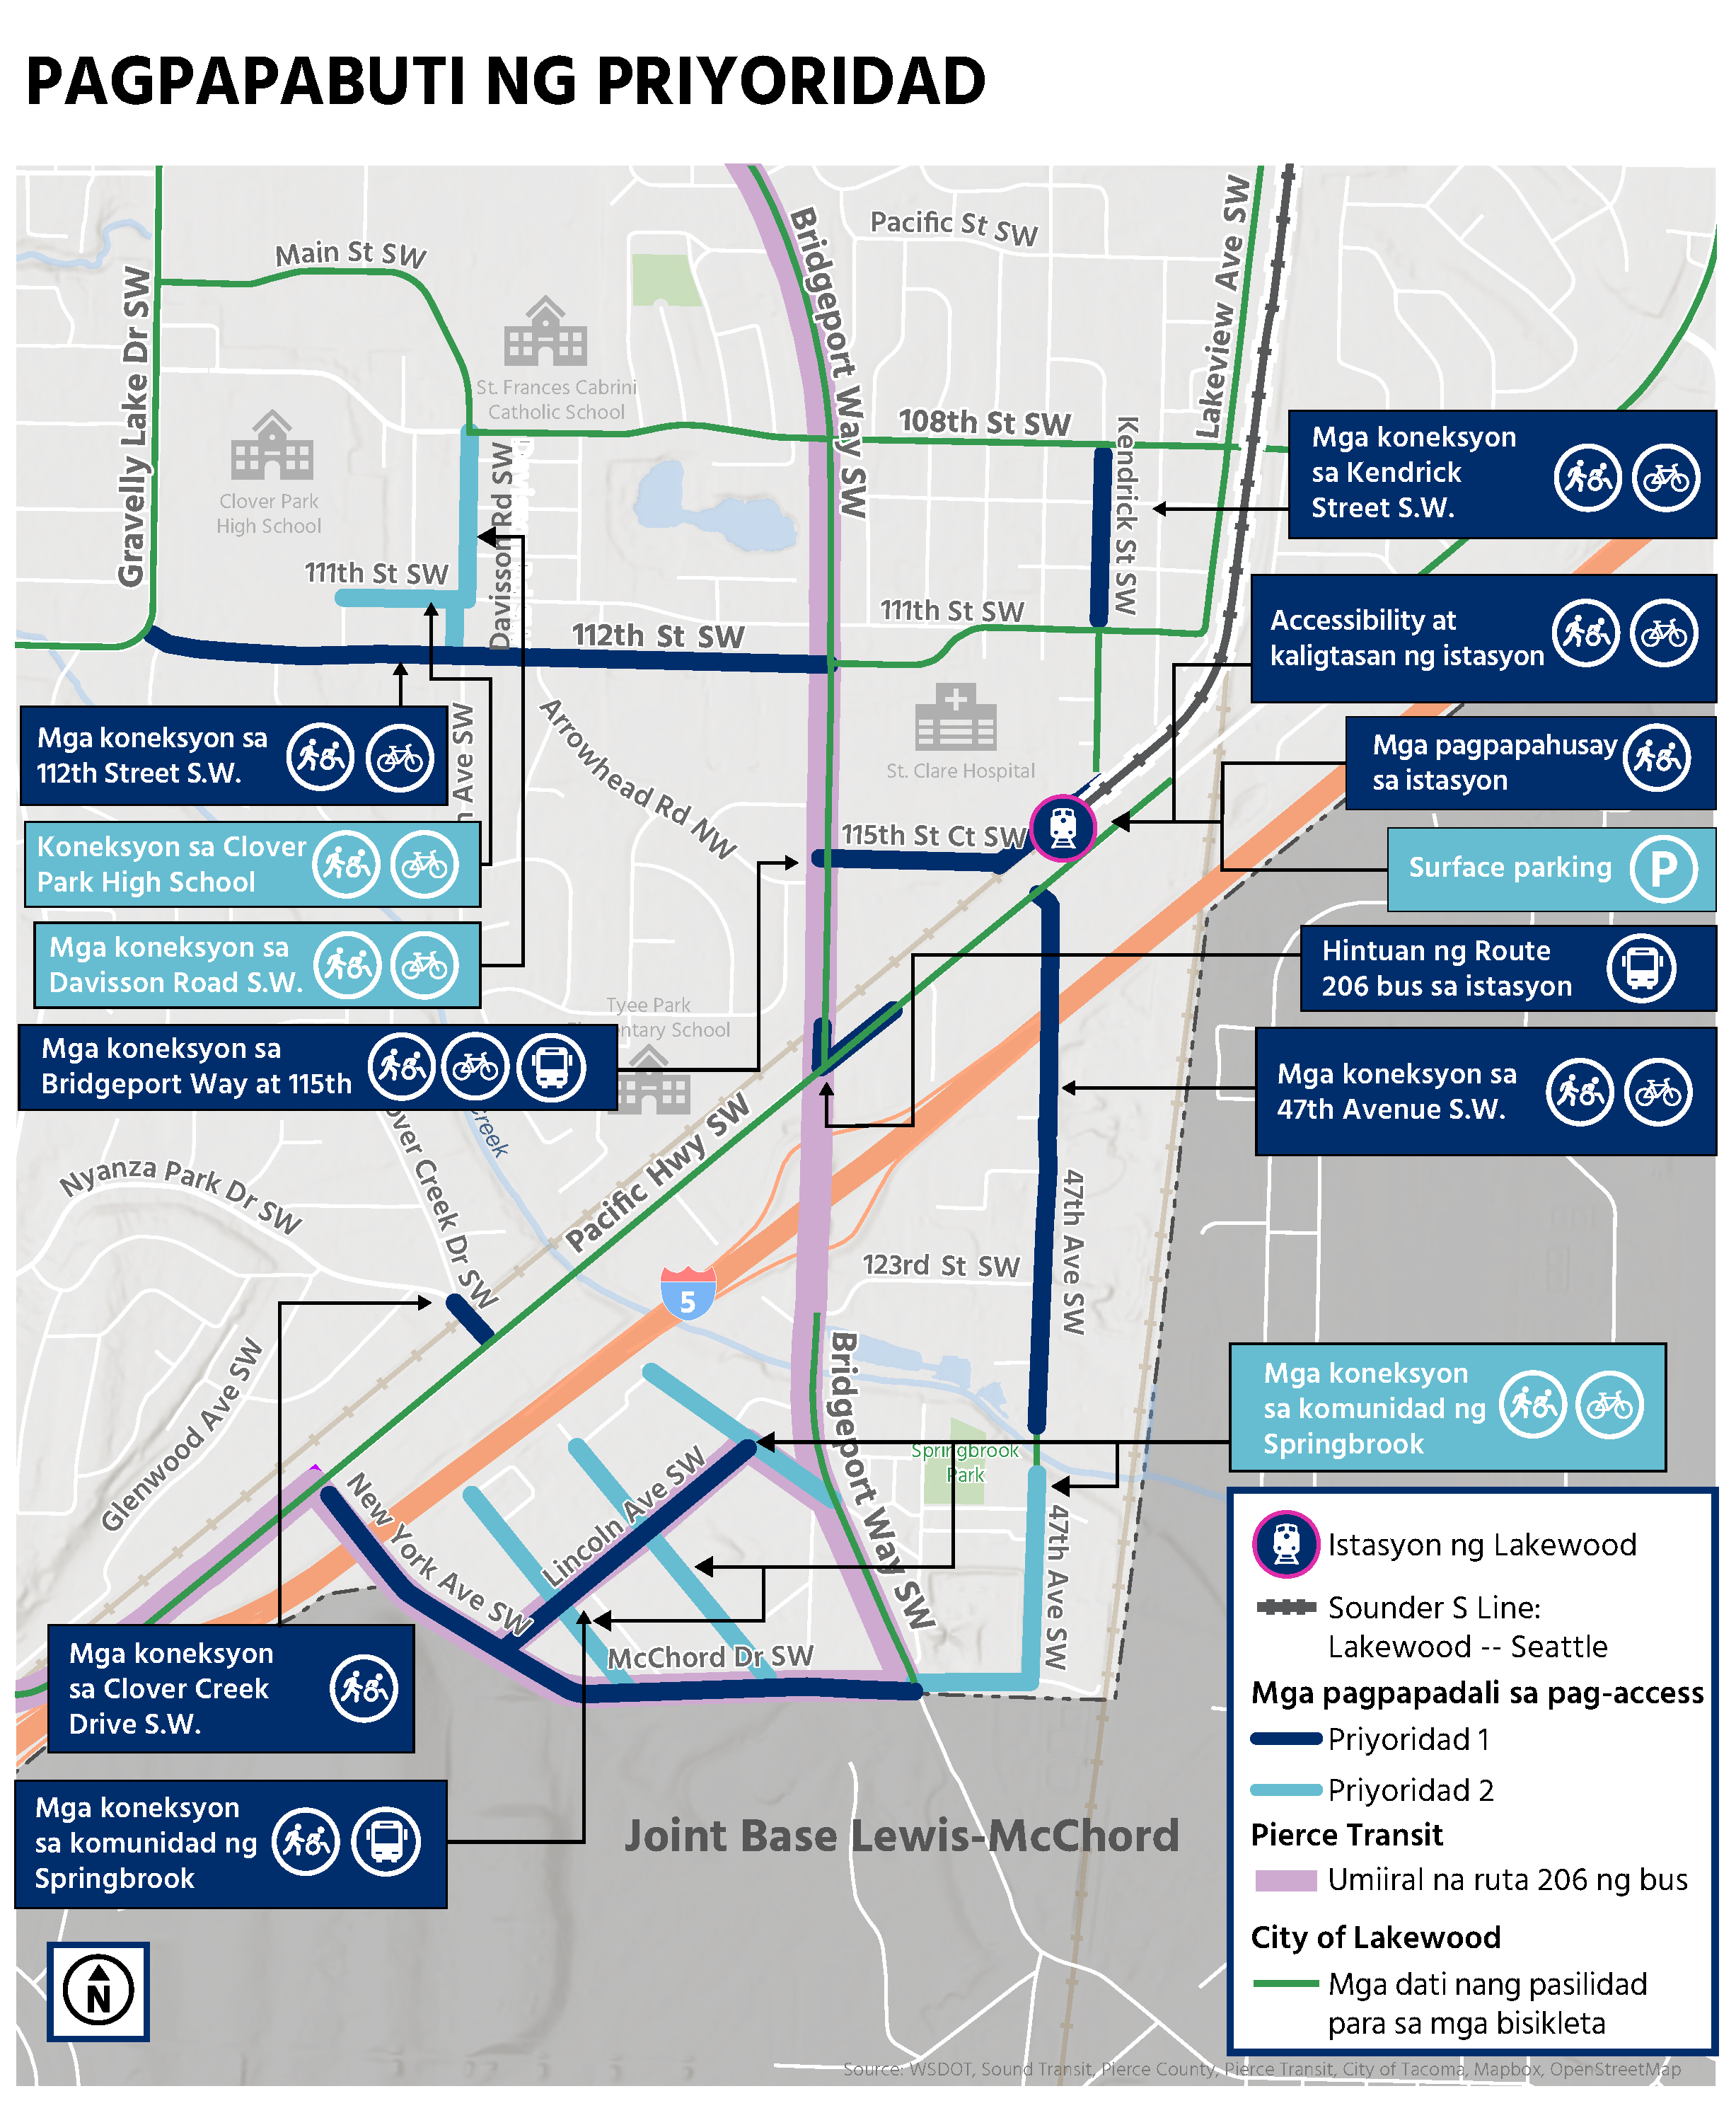 PAGPAPABUTI NG PRIYORIDAD
Main St SW
Gravelly Lake Dr SW
Bridgeport Way SW
Pacific St SW
Lakeview Ave SW
St. Frances Cabrini
Catholic School
Clover Park
High School
108th St SW
Kendrick St SW
Davisson Rd SW
111th St SW
111th St SW
112th St SW
Mga koneksyon
sa Kendrick
Street S.W.
Accessibility at
kaligtasan ng istasyon
Mga pagpapahusay
sa istasyon
Surface parking
P
Hintuan ng Route
206 bus sa istasyon
Mga koneksyon sa
47th Avenue S.W.
Mga koneksyon sa
112th Street S.W.
Koneksyon sa Clover
Park High School
Mga koneksyon sa
Davisson Road S.W.
Mga koneksyon sa
Bridgeport Way at 115th
Ave SW
Arrowhead Rd NW
St. Clare Hospital
115th St Ct SW
Tyee Park
School
Creek
Creek Dr SW
Nyanza Park Dr SW
Pacific Hwy SW
5
123rd St SW
47th Ave SW
Glenwood Ave SW
Bridgeport Way SW
Springbrook
Park
New York Ave SW
Lincoln Ave SW
47th Ave SW
McChord Dr SW
Mga koneksyon
sa komunidad ng
Springbrook
Mga koneksyon
sa Clover Creek
Drive S.W.
Mga koneksyon
sa komunidad ng
Springbrook
Joint Base Lewis-McChord
N
Istasyon ng Lakewood
Sounder S Line:
Lakewood -- Seattle
Mga pagpapadali sa pag-access
Priyoridad 1
Priyoridad 2
Pierce Transit
Umiiral na ruta 206 ng bus
City of Lakewood
Mga dati nang pasilidad
para sa mga bisikleta
Source: WSDOT, Sound Transit, Pierce County, Pierce Transit, City of Tacoma, Mapbox, OpenStreetMap